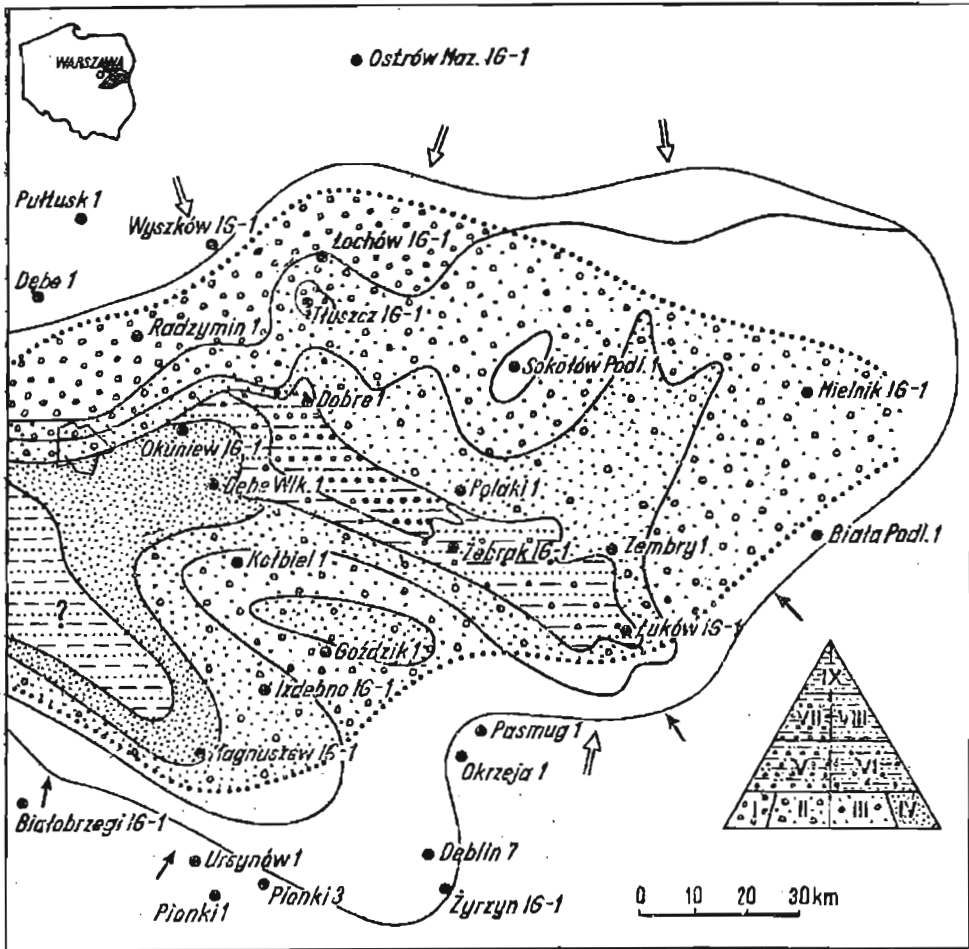 WARSZAWA
Ostrów Maz. IG-1
Pułtusk 1
Wyszków IG-1
Łochów IG-1
Dębe 1
Tłuszcz IG-1
Radzymin 1
Sokołów Podl. 1
Mielnik IG-1
Dobre 1
Okuniew IG-1
Dębe Wlk. 1
Polaki 1
Żebrak IG-1
Zembry 1
Biała Podl. 1
Kołbiel 1
?
Łuków IG-1
Goździk 1
Izdebno IG-1
Magnuszew IG-1
Pasmug 1
Okrzeja 1
Białobrzegi IG-1
Ursynów 1
Dęblin 7
Pionki 1
Pionki 3
Żyrzyn IG-1
IX
VII VIII
V VI
I II III IV
0 10 20 30 km